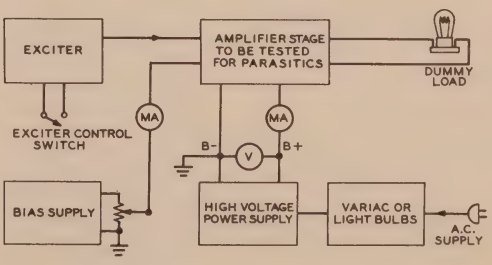 EXCITER
AMPLIFIER STAGE
TO BE TESTED
FOR PARASITICS
DUMMY
LOAD
MA
MA
EXCITER CONTROL
SWITCH
B-
V
B+
BIAS SUPPLY
HIGH VOLTAGE
POWER SUPPLY
VARIAC OR
LIGHT BULBS
A.C.
SUPPLY